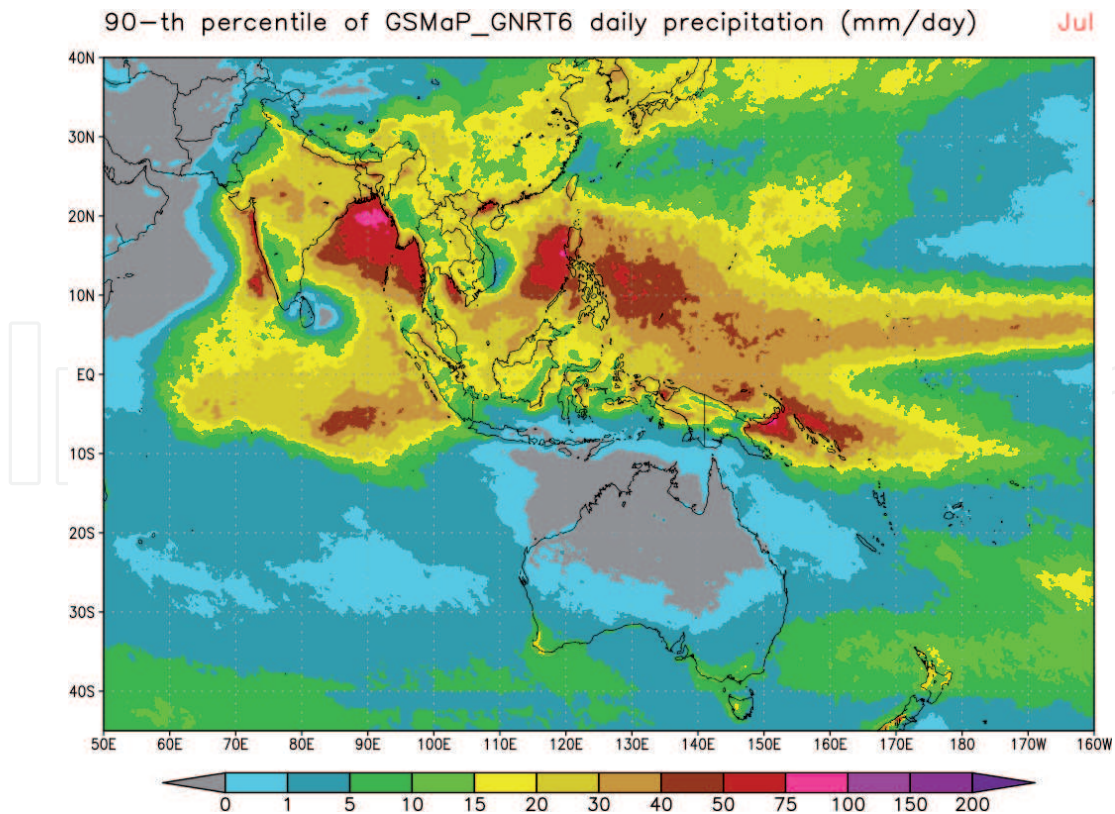 90-th percentile of GSMaP_GNRT6 daily precipitation (mm/day) Jul
40N
30N
20N
10N
EQ
10S
20S
30S
40S
50E 60E 70E 80E 90E 100E 110E 120E 130E 140E 150E 160E 170E 180 170W 160W
0 1 5 10 15 20 30 40 50 75 100 150 200